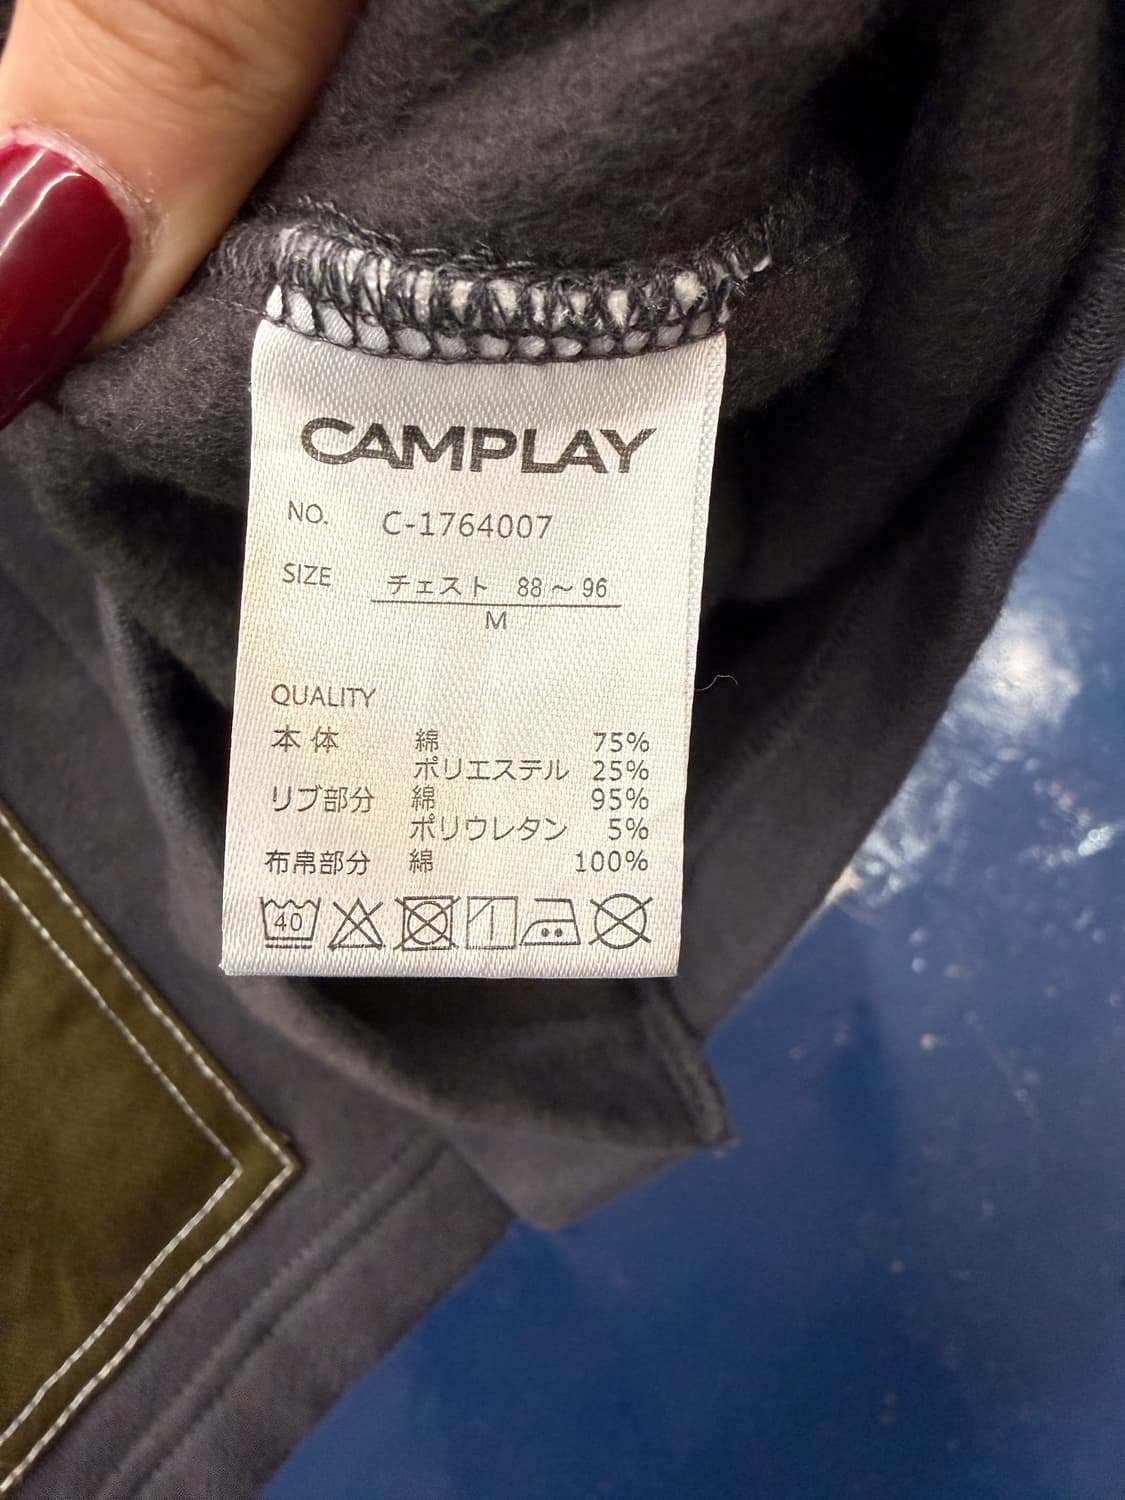 CAMPLAY
NO. C-1764007
SIZE チェスト 88～96
M
QUALITY
本体 綿 75%
ポリエステル 25%
リブ部分 綿 95%
ポリウレタン 5%
布帛部分 綿 100%
40